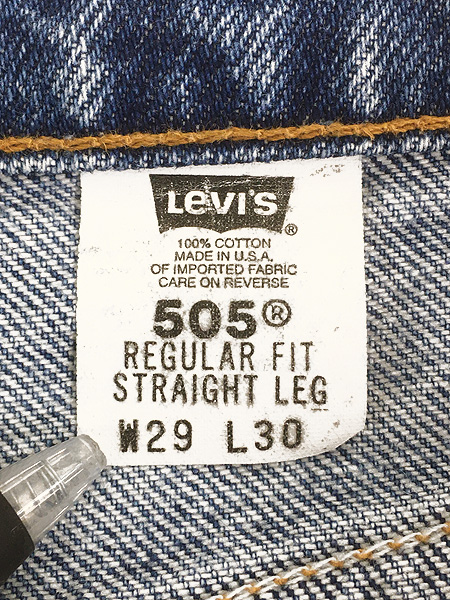 Levi's®
100% COTTON
MADE IN U.S.A.
OF IMPORTED FABRIC
CARE ON REVERSE
505®
REGULAR FIT
STRAIGHT LEG
W29 L30